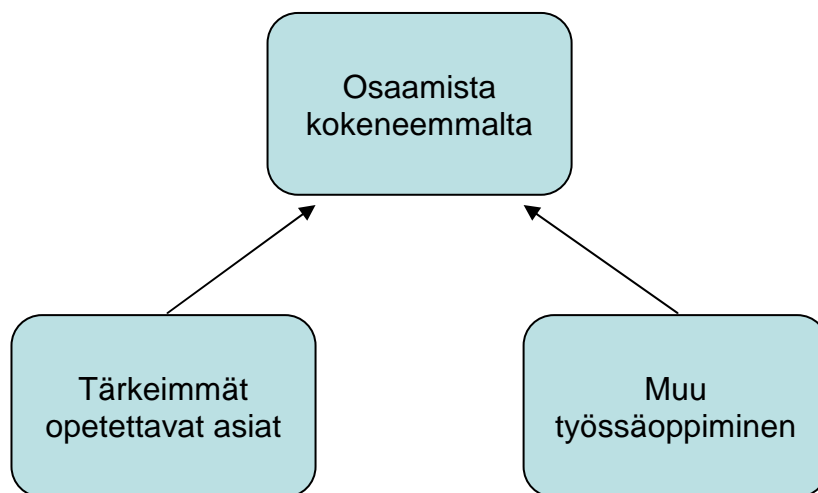 Osaamista
kokeneemmalta
Tärkeimmät
opetettavat asiat
Muu
työssäoppiminen